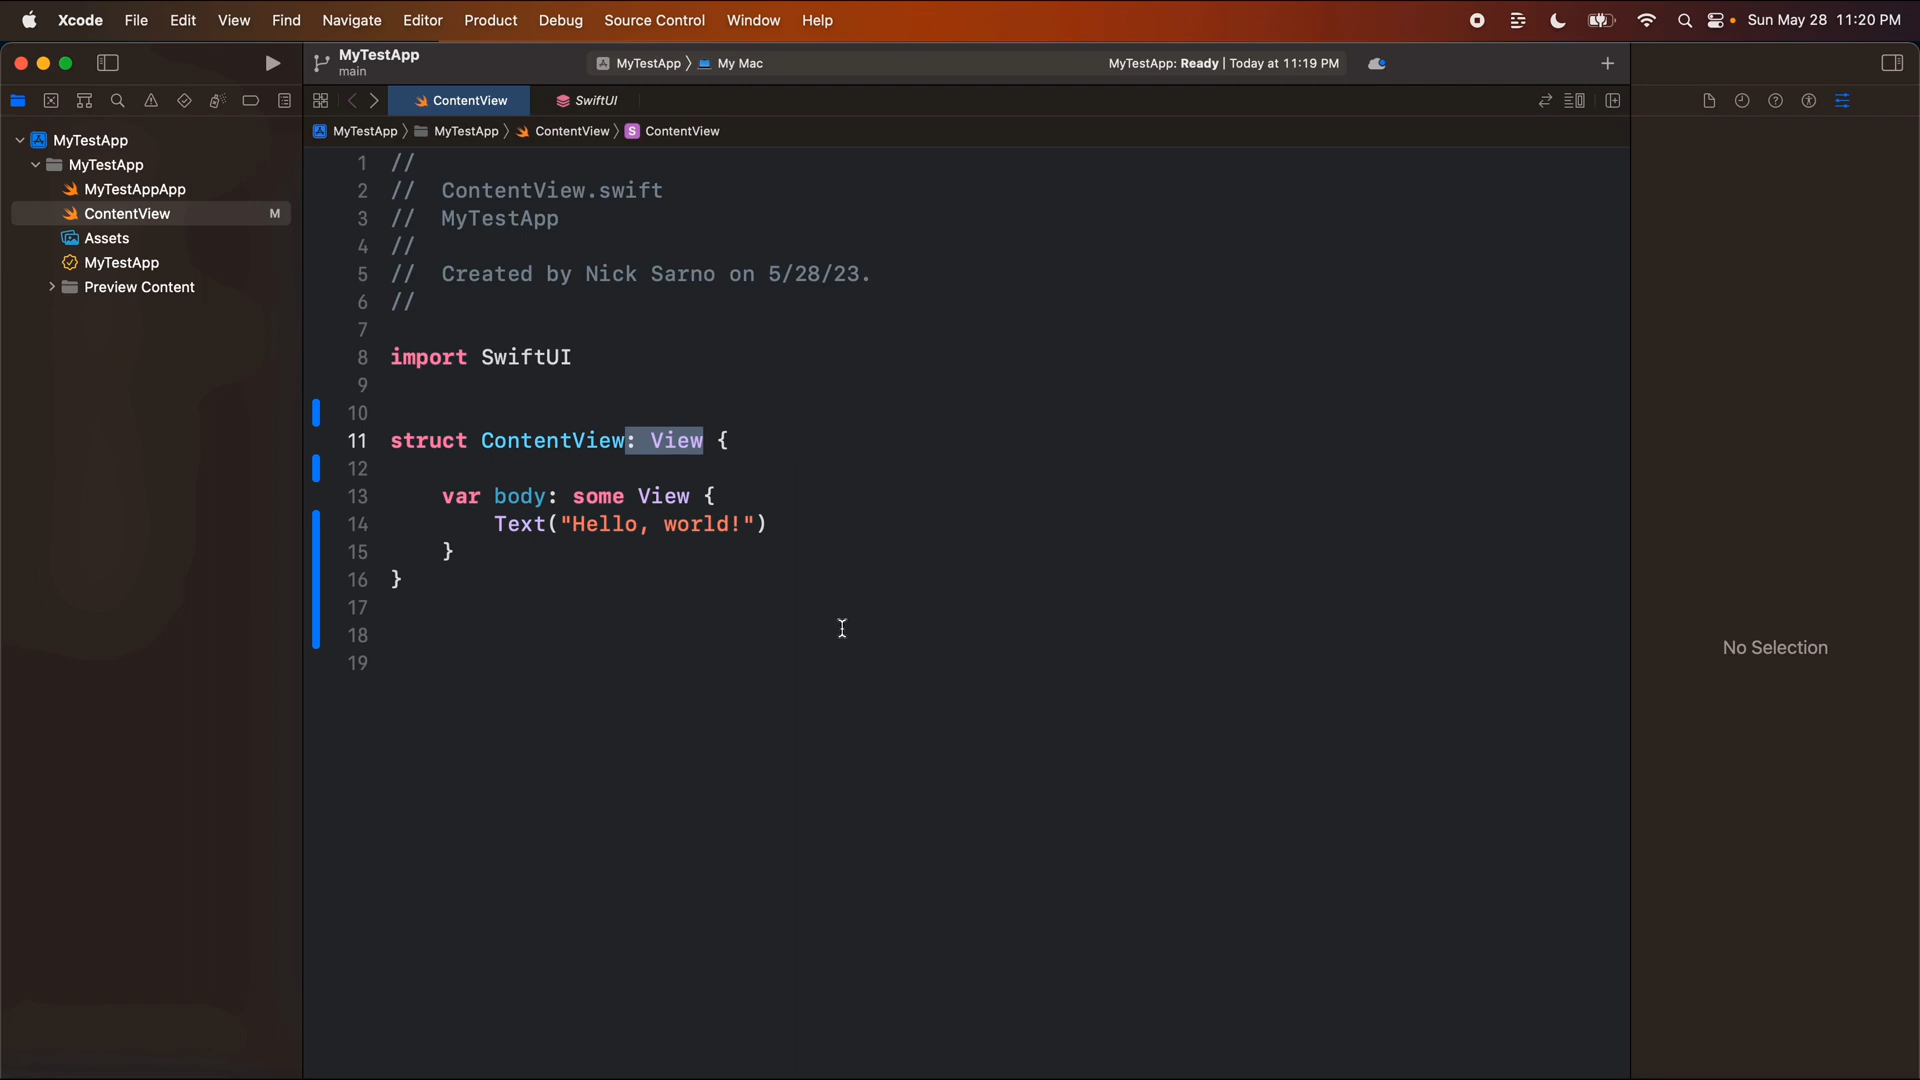 Xcode File Edit View Find Navigate Editor Product Debug Source Control Window Help Sun May 28 11:20 PM
MyTestApp
main
MyTestApp My Mac MyTestApp: Ready | Today at 11:19 PM
ContentView SwiftUI
MyTestApp MyTestApp ContentView S ContentView
MyTestApp
MyTestApp
MyTestAppApp
ContentView M
Assets
MyTestApp
Preview Content
1 //
2 // ContentView.swift
3 // MyTestApp
4 //
5 // Created by Nick Sarno on 5/28/23.
6 //
7
8 import SwiftUI
9
10
11 struct ContentView: View {
12
13 var body: some View {
14 Text("Hello, world!")
15 }
16 }
17
18
19
No Selection